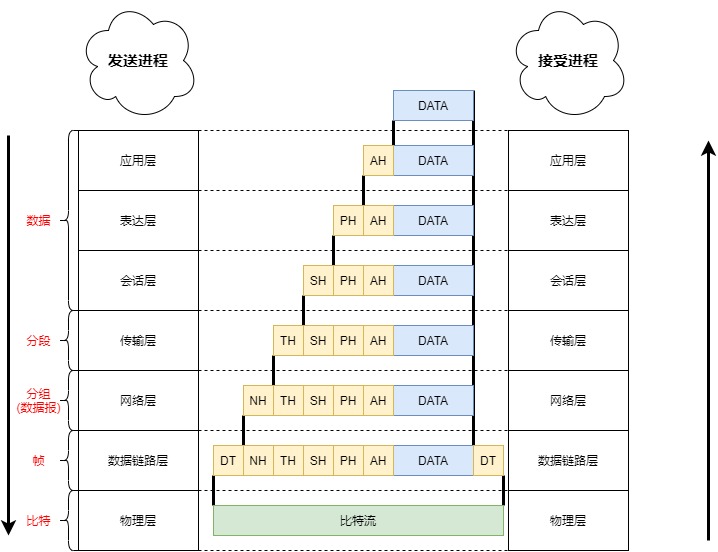 发送进程
接受进程
DATA
应用层
AH
DATA
应用层
数据
表达层
PH
AH
DATA
表达层
会话层
SH
PH
AH
DATA
会话层
分段
传输层
TH
SH
PH
AH
DATA
传输层
分组
(数据报)
网络层
NH
TH
SH
PH
AH
DATA
网络层
帧
数据链路层
DT
NH
TH
SH
PH
AH
DATA
DT
数据链路层
比特
物理层
比特流
物理层